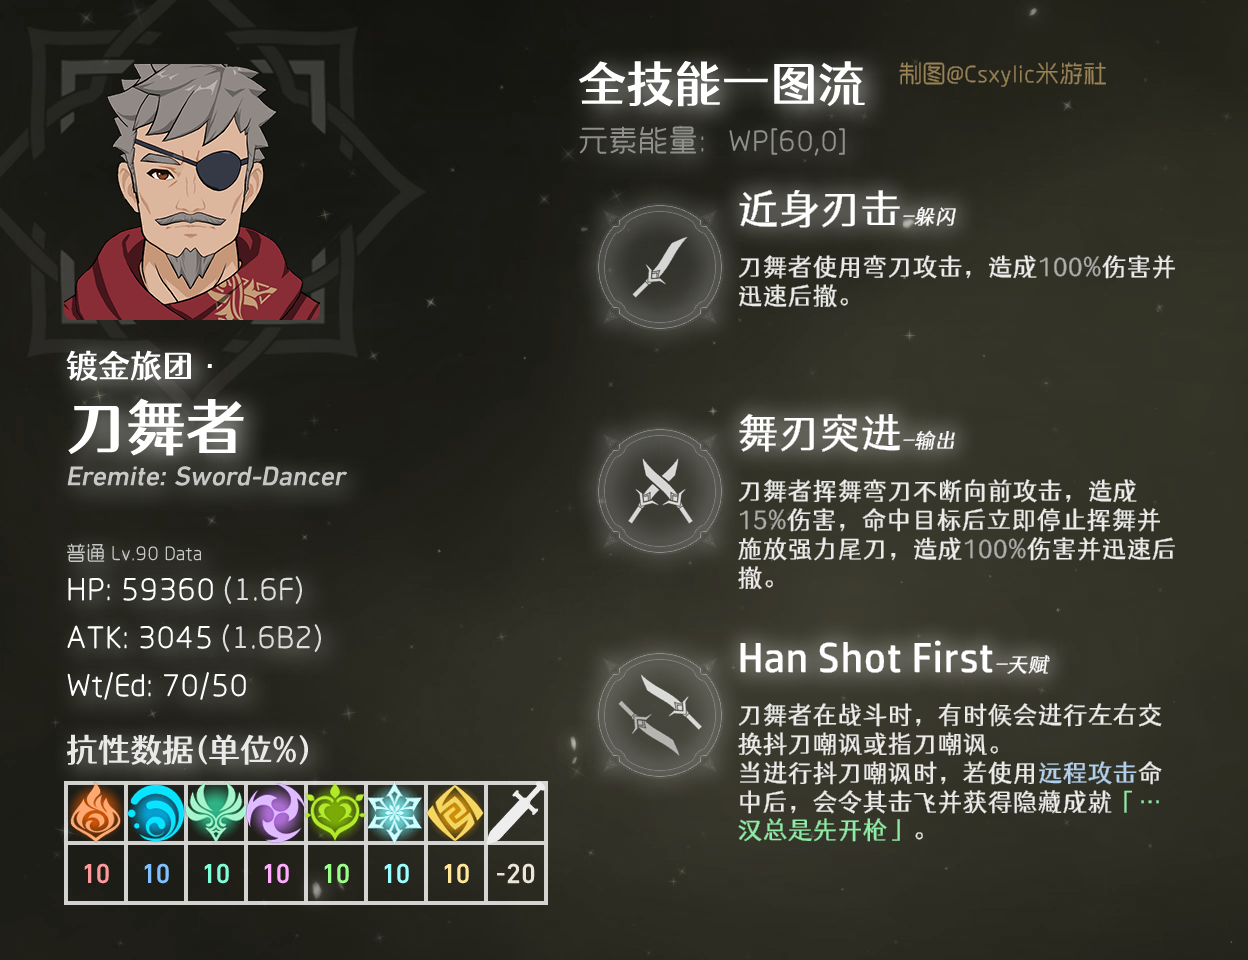 全技能一图流
制图@Csxylic米游社
元素能量: WP[60,0]
近身刃击–躲闪
刀舞者使用弯刀攻击，造成100%伤害并
迅速后撤。
镀金旅团 ·
刀舞者
Eremite: Sword-Dancer
舞刃突进–输出
刀舞者挥舞弯刀不断向前攻击，造成
15%伤害，命中目标后立即停止挥舞并
施放强力尾刀，造成100%伤害并迅速后
撤。
普通 Lv.90 Data
HP: 59360 (1.6F)
ATK: 3045 (1.6B2)
Wt/Ed: 70/50
Han Shot First–天赋
刀舞者在战斗时，有时候会进行左右交
换抖刀嘲讽或指刀嘲讽。
当进行抖刀嘲讽时，若使用远程攻击命
中后，会令其击飞并获得隐藏成就「…
汉总是先开枪」。
抗性数据(单位%)
10 10 10 10 10 10 10 -20